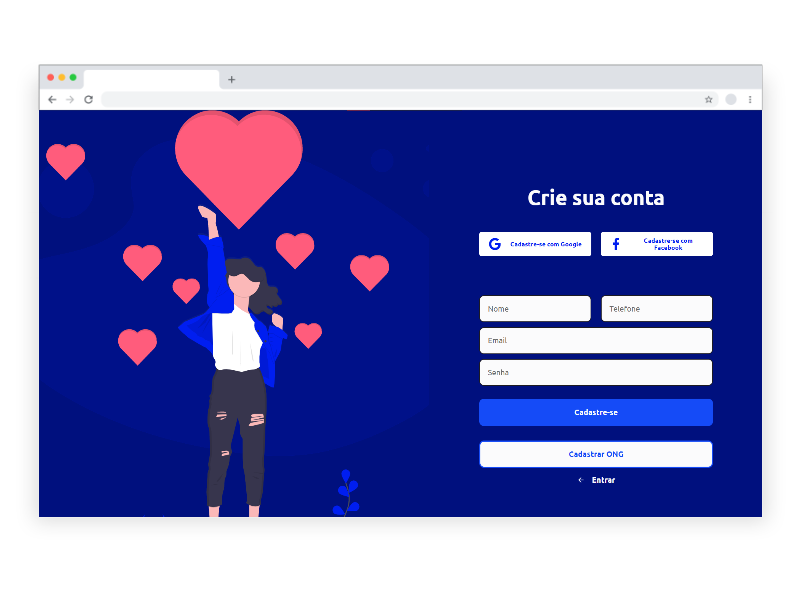 Crie sua conta
Cadastre-se com Google
Cadastre-se com
Facebook
Nome
Telefone
Email
Senha
Cadastre-se
Cadastrar ONG
← Entrar